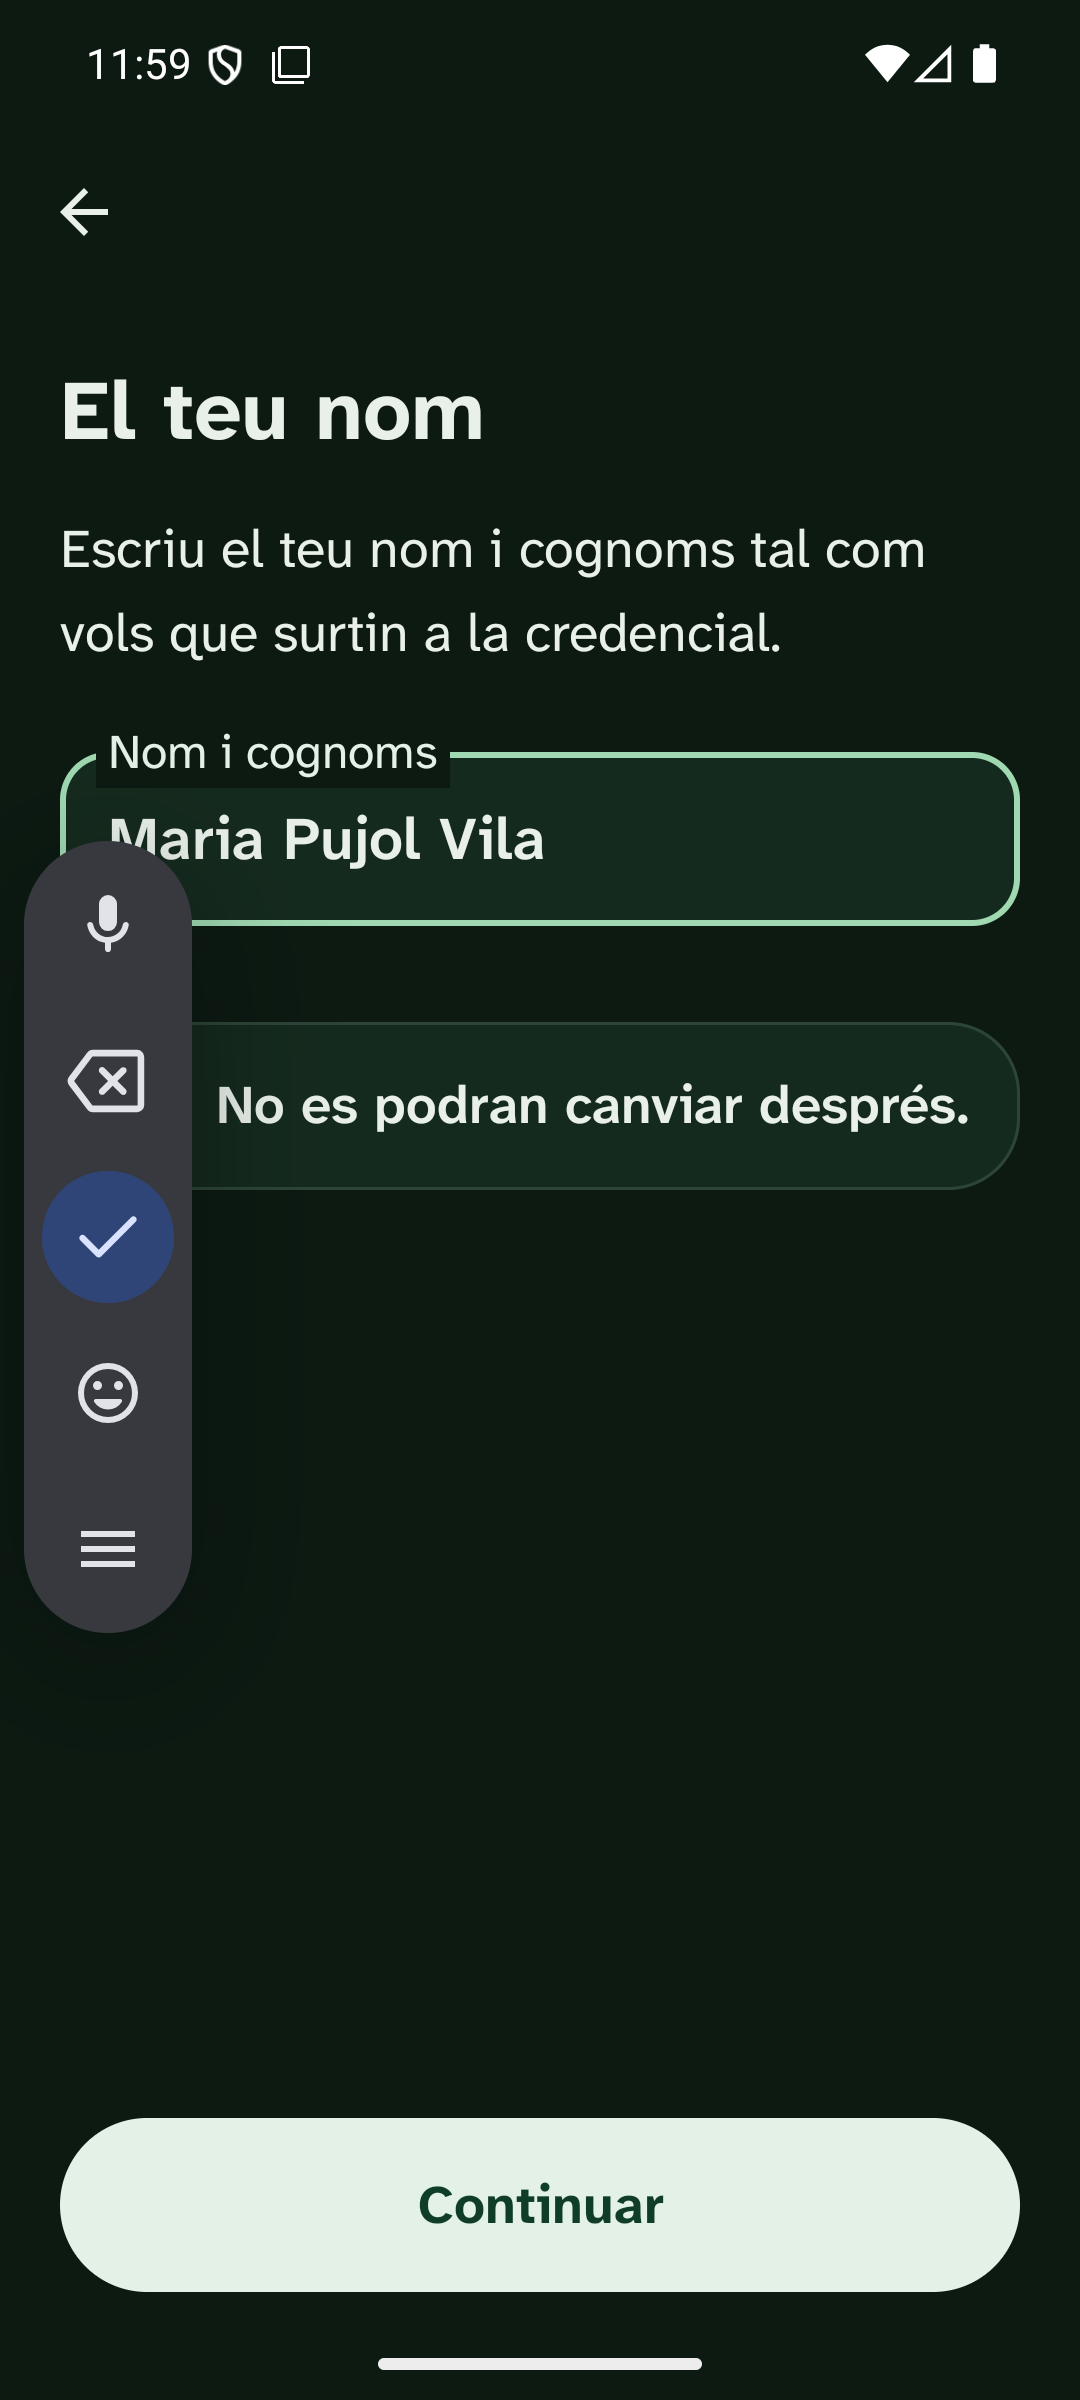 11:59
El teu nom
Escriu el teu nom i cognoms tal com
vols que surtin a la credencial.
Nom i cognoms
Maria Pujol Vila
No es podran canviar després.
Continuar